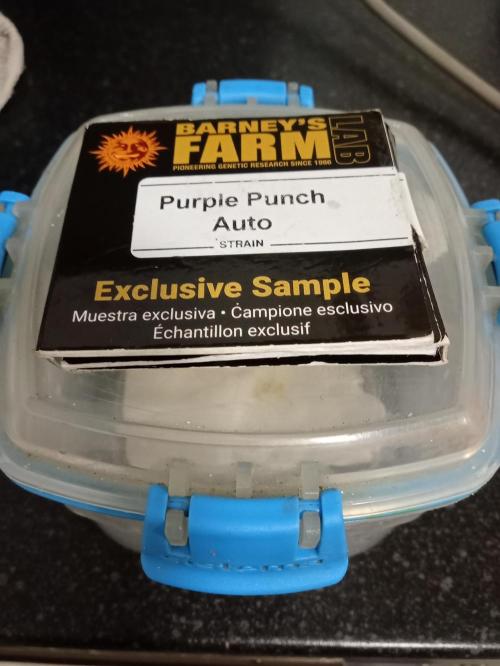 BARNEY'S
FARM
LAB
PIONEERING GENETIC RESEARCH SINCE 1986
Purple Punch
Auto
STRAIN
Exclusive Sample
Muestra exclusiva • Campione esclusivo
Échantillon exclusif